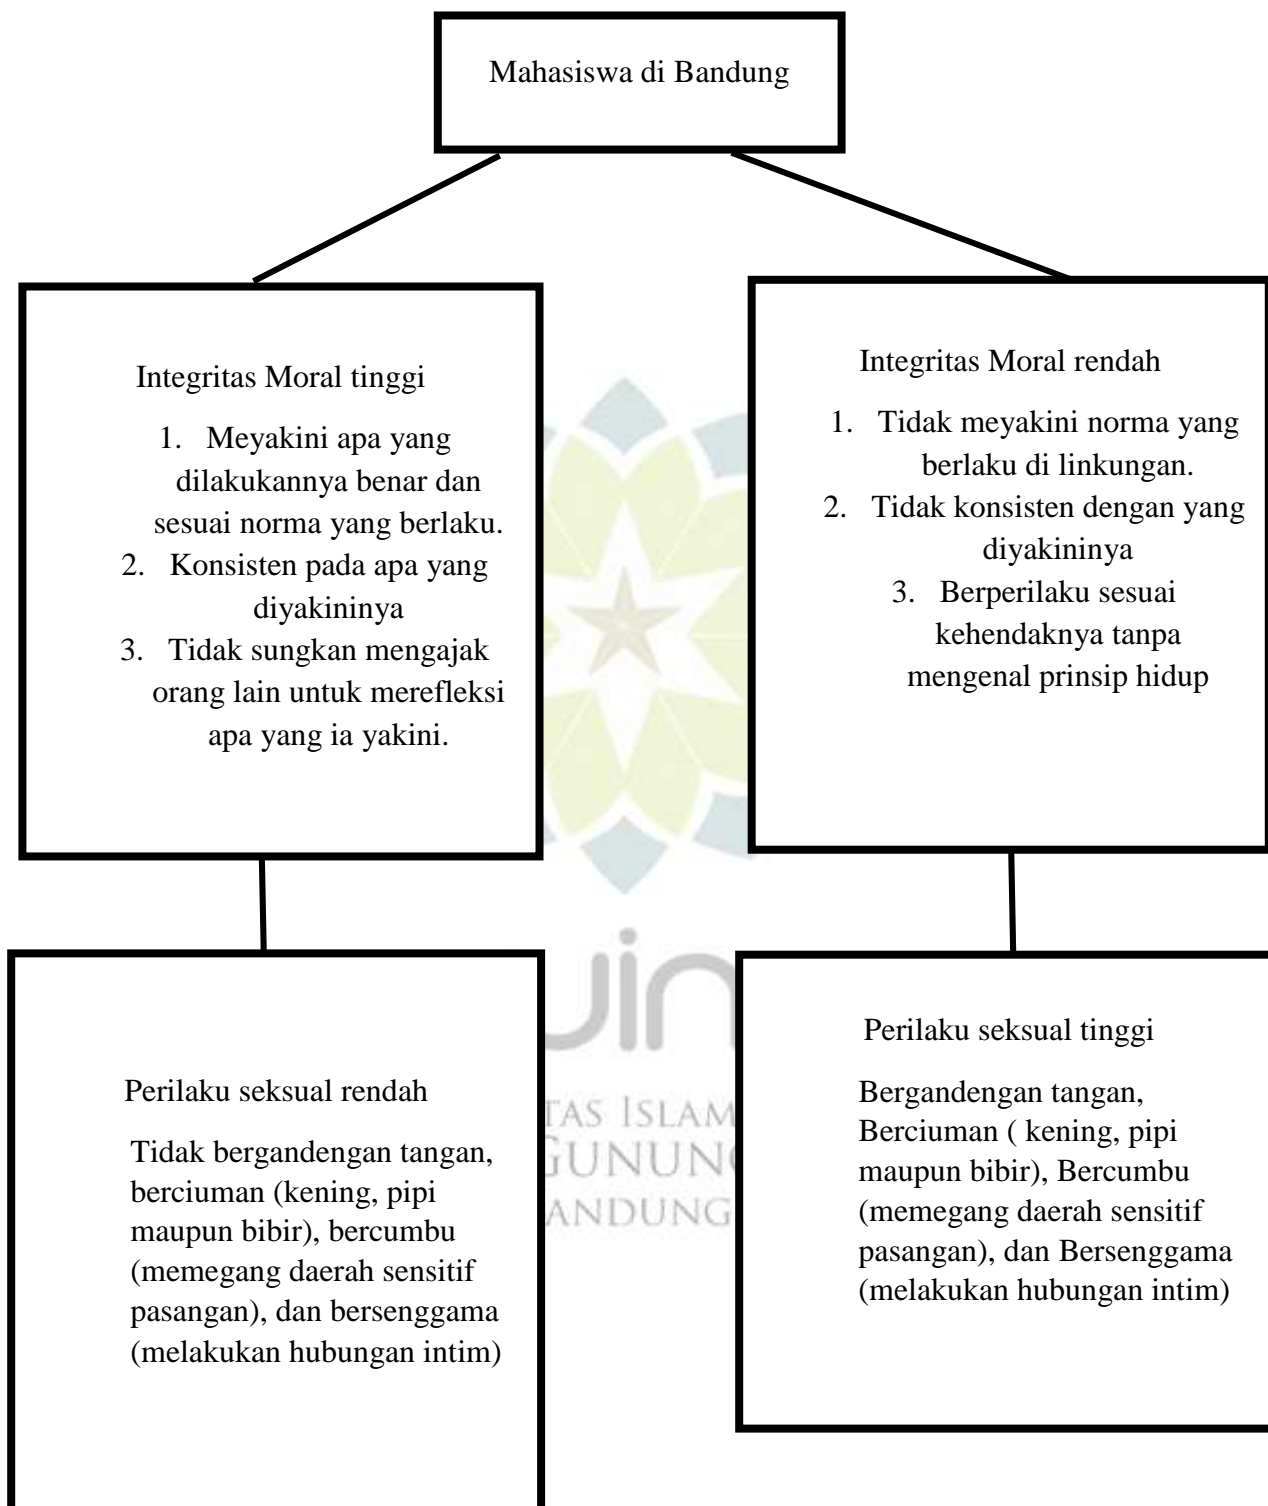 Mahasiswa di Bandung
Integritas Moral tinggi
1. Meyakini apa yang
dilakukannya benar dan
sesuai norma yang berlaku.
2. Konsisten pada apa yang
diyakininya
3. Tidak sungkan mengajak
orang lain untuk merefleksi
apa yang ia yakini.
Integritas Moral rendah
1. Tidak meyakini norma yang
berlaku di linkungan.
2. Tidak konsisten dengan yang
diyakininya
3. Berperilaku sesuai
kehendaknya tanpa
mengenal prinsip hidup
Perilaku seksual rendah
Tidak bergandengan tangan,
berciuman (kening, pipi
maupun bibir), bercumbu
(memegang daerah sensitif
pasangan), dan bersenggama
(melakukan hubungan intim)
Perilaku seksual tinggi
Bergandengan tangan,
Berciuman ( kening, pipi
maupun bibir), Bercumbu
(memegang daerah sensitif
pasangan), dan Bersenggama
(melakukan hubungan intim)
uin
TAS ISLAM
GUNUNG
ANDUNG